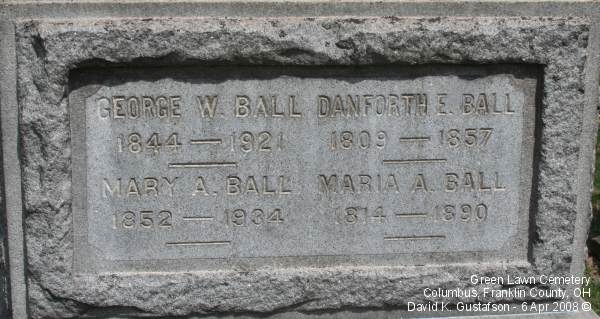 GEORGE W. BALL
1844 — 1921
MARY A. BALL
1852 — 1934
DANFORTH E. BALL
1809 — 1857
MARIA A. BALL
1814 — 1890
Green Lawn Cemetery
Columbus, Franklin County, OH
David K. Gustafson - 6 Apr 2008 ©